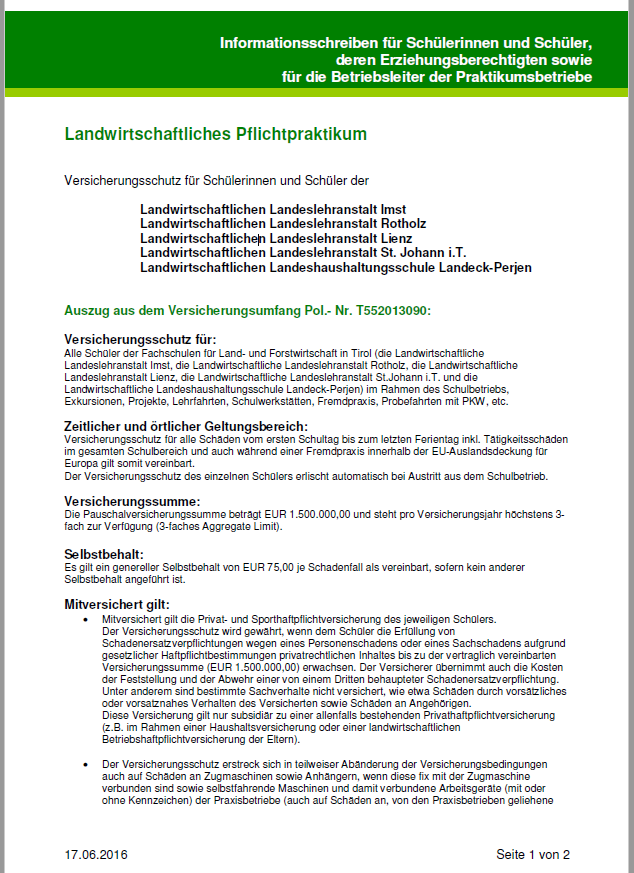 Informationsschreiben für Schülerinnen und Schüler,
deren Erziehungsberechtigten sowie
für die Betriebsleiter der Praktikumsbetriebe
Landwirtschaftliches Pflichtpraktikum
Versicherungsschutz für Schülerinnen und Schüler der
Landwirtschaftlichen Landeslehranstalt Imst
Landwirtschaftlichen Landeslehranstalt Rotholz
Landwirtschaftlichen Landeslehranstalt Lienz
Landwirtschaftlichen Landeslehranstalt St. Johann i.T.
Landwirtschaftlichen Landeshaushaltungsschule Landeck-Perjen
Auszug aus dem Versicherungsumfang Pol.- Nr. T552013090:
Versicherungsschutz für:
Alle Schüler der Fachschulen für Land- und Forstwirtschaft in Tirol (die Landwirtschaftliche
Landeslehranstalt Imst, die Landwirtschaftliche Landeslehranstalt Rotholz, die Landwirtschaftliche
Landeslehranstalt Lienz, die Landwirtschaftliche Landeslehranstalt St.Johann i.T. und die
Landwirtschaftliche Landeshaushaltungsschule Landeck-Perjen) im Rahmen des Schulbetriebs,
Exkursionen, Projekte, Lehrfahrten, Schulwerkstätten, Fremdpraxis, Probefahrten mit PKW, etc.
Zeitlicher und örtlicher Geltungsbereich:
Versicherungsschutz für alle Schäden vom ersten Schultag bis zum letzten Ferientag inkl. Tätigkeitsschäden
im gesamten Schulbereich und auch während einer Fremdpraxis innerhalb der EU-Auslandsdeckung für
Europa gilt somit vereinbart.
Der Versicherungsschutz des einzelnen Schülers erlischt automatisch bei Austritt aus dem Schulbetrieb.
Versicherungssumme:
Die Pauschalversicherungssumme beträgt EUR 1.500.000,00 und steht pro Versicherungsjahr höchstens 3-
fach zur Verfügung (3-faches Aggregate Limit).
Selbstbehalt:
Es gilt ein genereller Selbstbehalt von EUR 75,00 je Schadenfall als vereinbart, sofern kein anderer
Selbstbehalt angeführt ist.
Mitversichert gilt:
• Mitversichert gilt die Privat- und Sporthaftpflichtversicherung des jeweiligen Schülers.
Der Versicherungsschutz wird gewährt, wenn dem Schüler die Erfüllung von
Schadenersatzverpflichtungen wegen eines Personenschadens oder eines Sachschadens aufgrund
gesetzlicher Haftpflichtbestimmungen privatrechtlichen Inhaltes bis zu der vertraglich vereinbarten
Versicherungssumme (EUR 1.500.000,00) erwachsen. Der Versicherer übernimmt auch die Kosten
der Feststellung und der Abwehr einer von einem Dritten behaupteter Schadenersatzverpflichtung.
Unter anderem sind bestimmte Sachverhalte nicht versichert, wie etwa Schäden durch vorsätzliches
oder vorsatznahes Verhalten des Versicherten sowie Schäden an Angehörigen.
Diese Versicherung gilt nur subsidiär zu einer allenfalls bestehenden Privathaftpflichtversicherung
(z.B. im Rahmen einer Haushaltsversicherung oder einer landwirtschaftlichen
Betriebshaftpflichtversicherung der Eltern).
• Der Versicherungsschutz erstreck sich in teilweiser Abänderung der Versicherungsbedingungen
auch auf Schäden an Zugmaschinen sowie Anhängern, wenn diese fix mit der Zugmaschine
verbunden sind sowie selbstfahrende Maschinen und damit verbundene Arbeitsgeräte (mit oder
ohne Kennzeichen) der Praxisbetriebe (auch auf Schäden an, von den Praxisbetrieben geliehene
17.06.2016
Seite 1 von 2